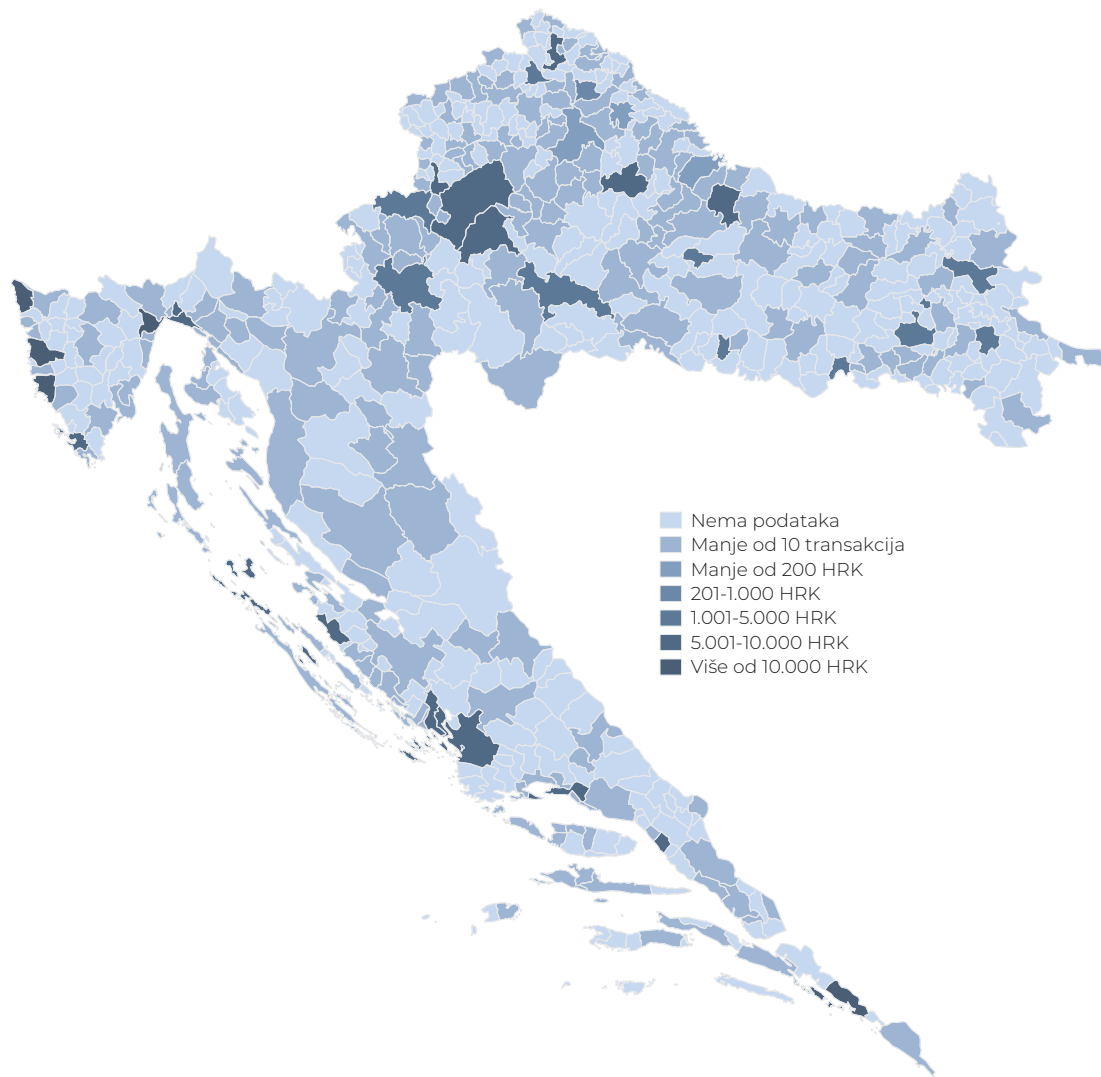 Nema podataka
Manje od 10 transakcija
Manje od 200 HRK
201-1.000 HRK
1.001-5.000 HRK
5.001-10.000 HRK
Više od 10.000 HRK